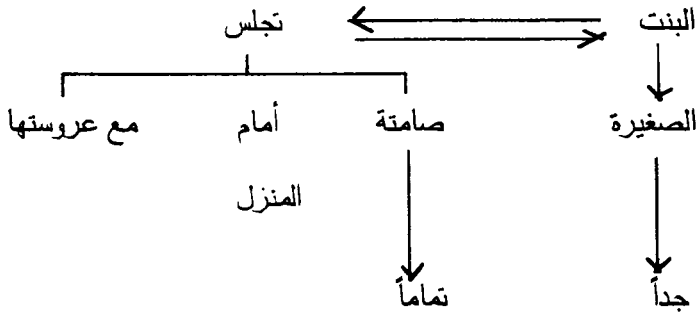 البنت تجلس
الصغيرة صامتة أمام مع عروستها
المنزل
جداً تماماً